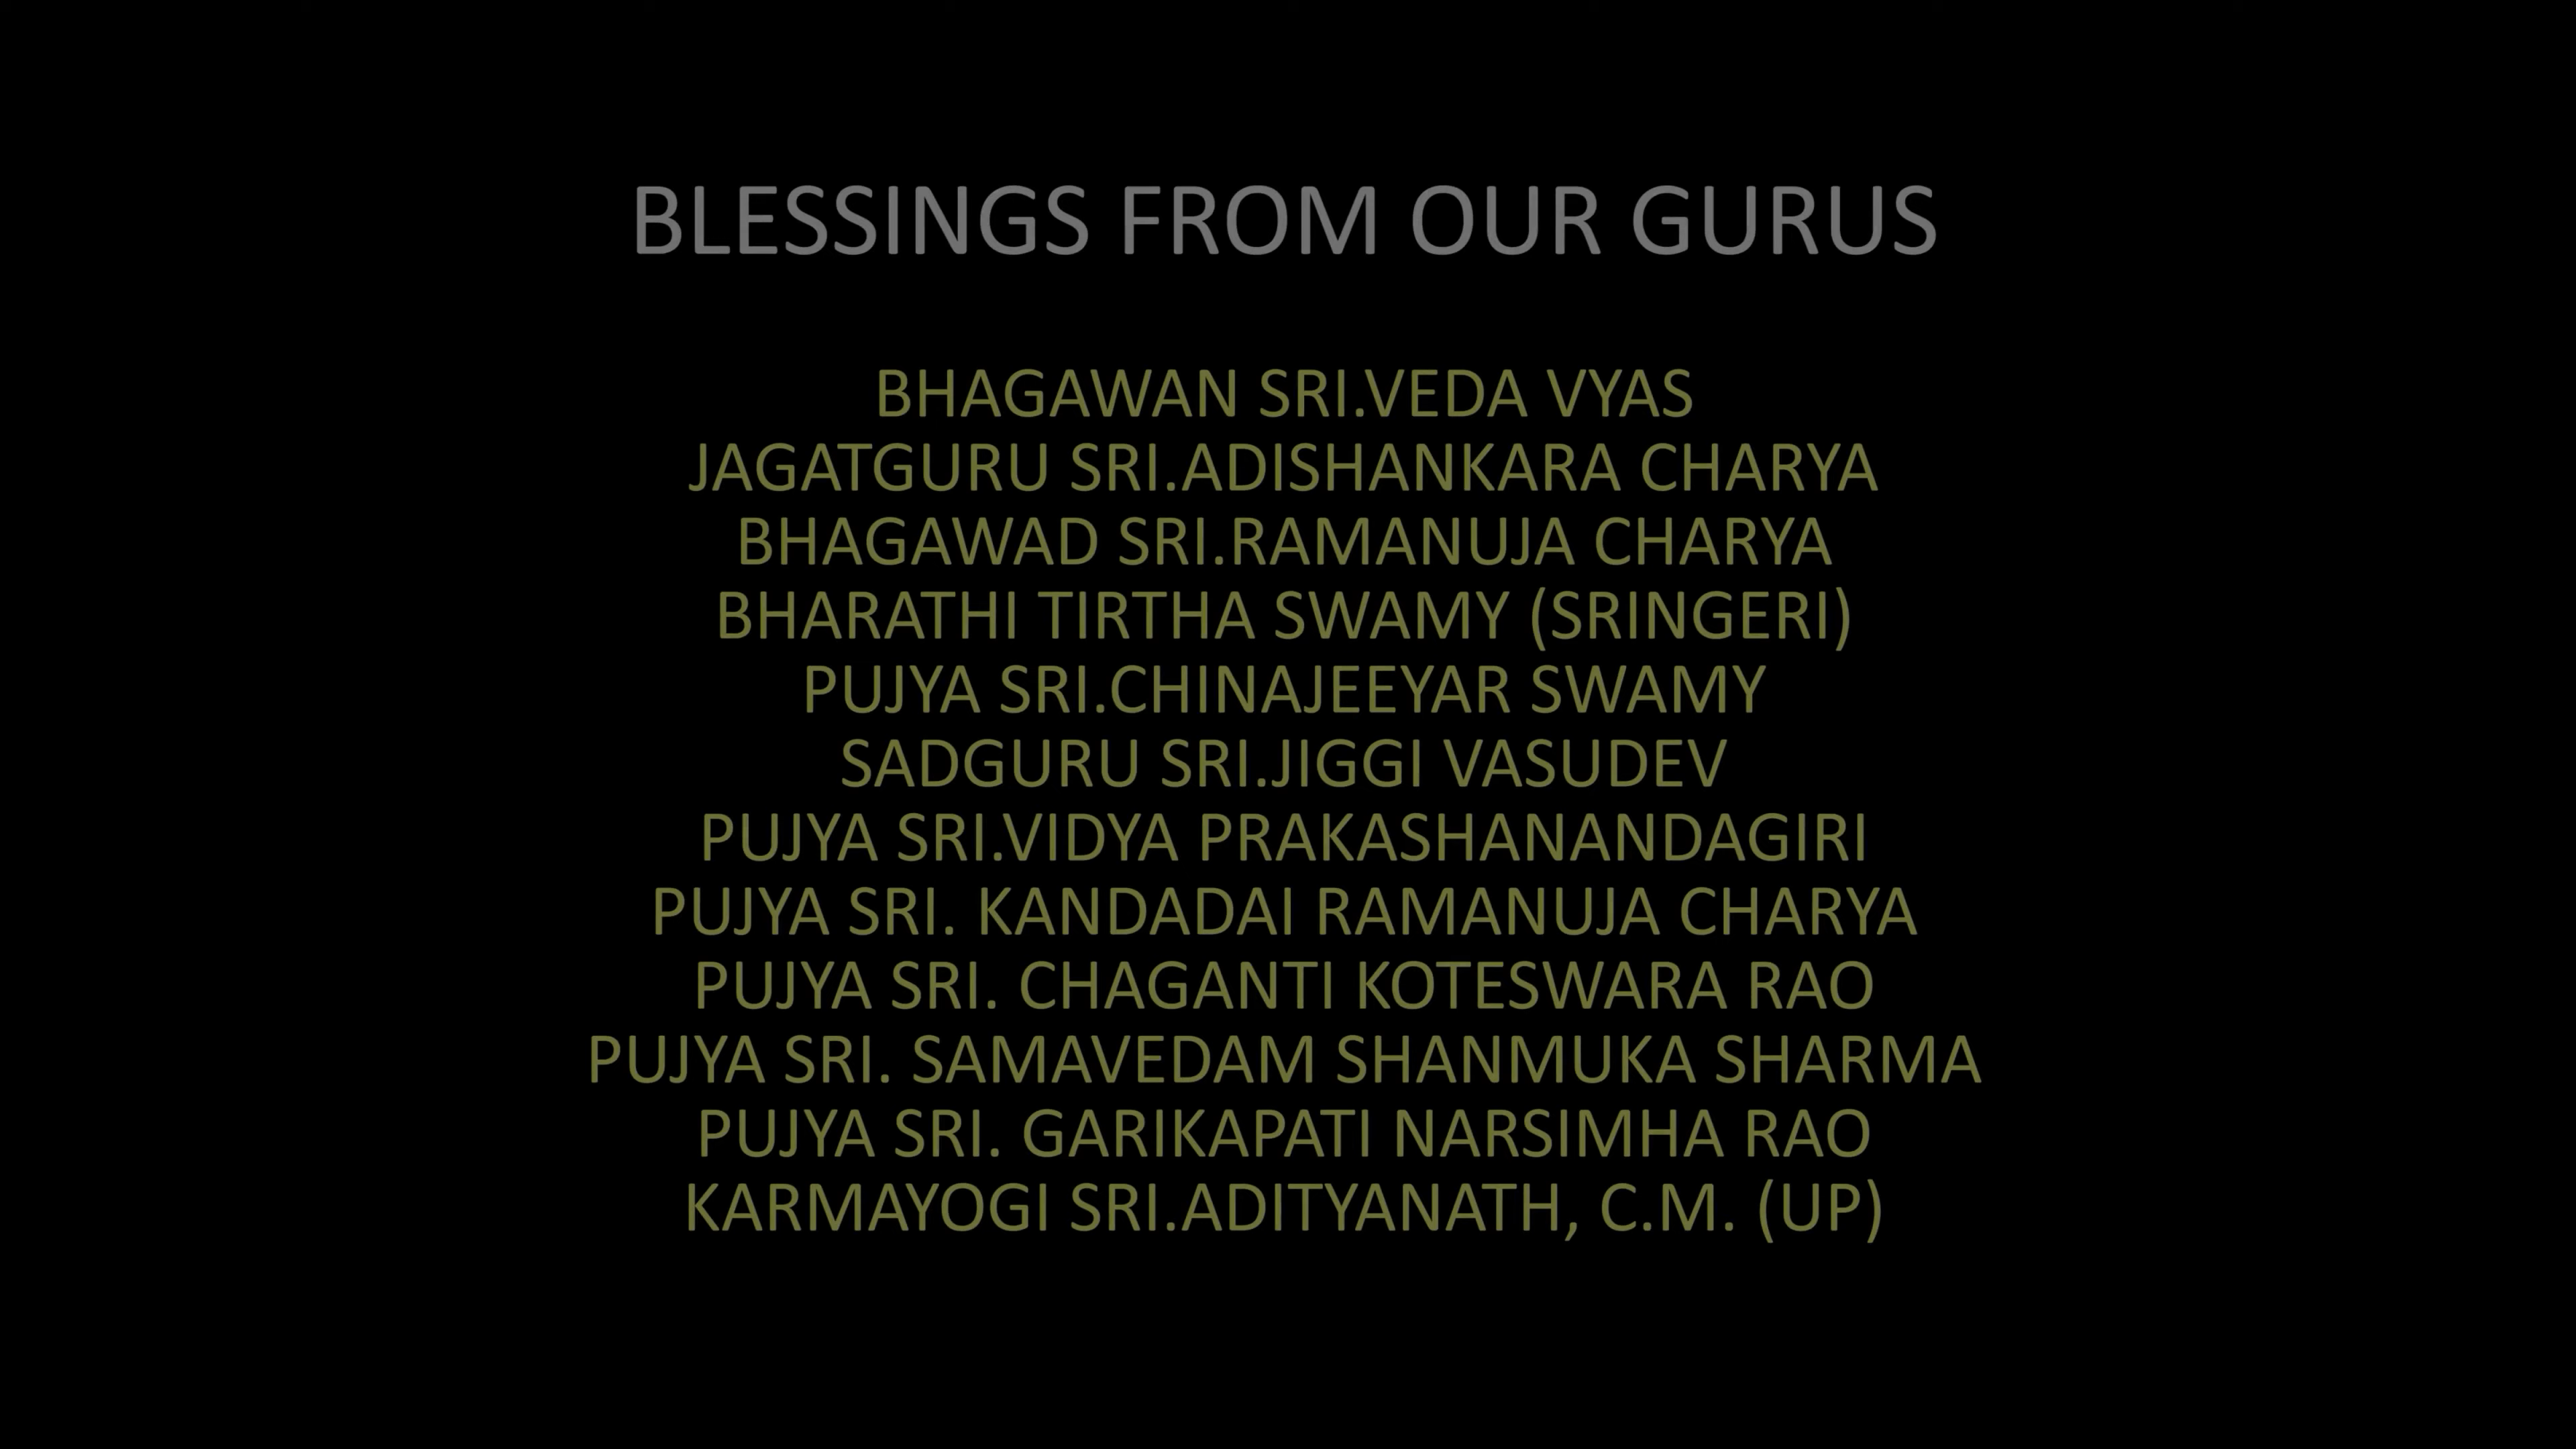 BLESSINGS FROM OUR GURUS
BHAGAWAN SRI.VEDA VYAS
JAGATGURU SRI.ADISHANKARA CHARYA
BHAGAWAD SRI.RAMANUJA CHARYA
BHARATHI TIRTHA SWAMY (SRINGERI)
PUJYA SRI.CHINAJEEYAR SWAMY
SADGURU SRI.JIGGI VASUDEV
PUJYA SRI.VIDYA PRAKASHANANDAGIRI
PUJYA SRI. KANDADAI RAMANUJA CHARYA
PUJYA SRI. CHAGANTI KOTESWARA RAO
PUJYA SRI. SAMAVEDAM SHANMUKA SHARMA
PUJYA SRI. GARIKAPATI NARSIMHA RAO
KARMAYOGI SRI.ADITYANATH, C.M. (UP)